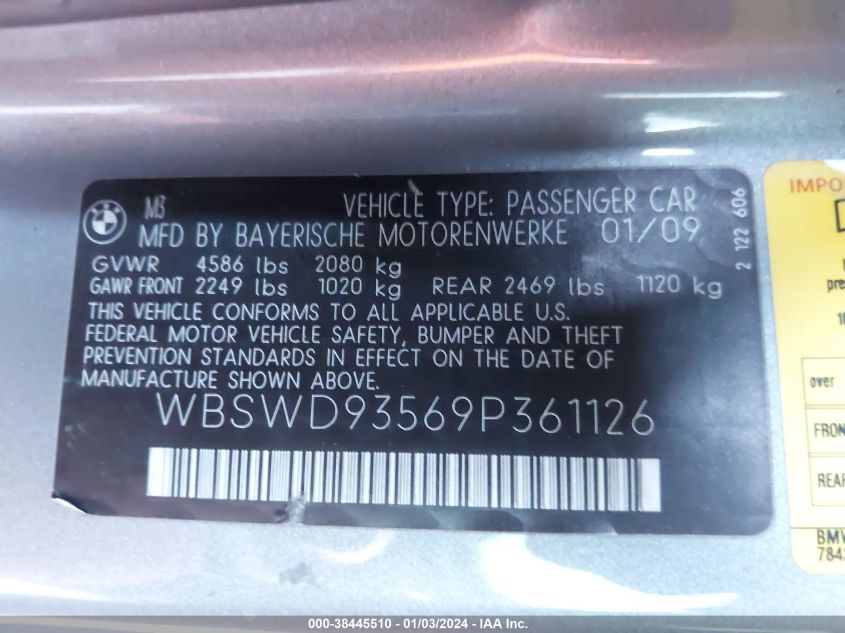 BMW
M3 VEHICLE TYPE: PASSENGER CAR
MFD BY BAYERISCHE MOTORENWERKE 01/09
GVWR 4586 lbs 2080 kg
GAWR FRONT 2249 lbs 1020 kg REAR 2469 lbs 1120 kg
THIS VEHICLE CONFORMS TO ALL APPLICABLE U.S.
FEDERAL MOTOR VEHICLE SAFETY, BUMPER AND THEFT
PREVENTION STANDARDS IN EFFECT ON THE DATE OF
MANUFACTURE SHOWN ABOVE.
WBSWD93569P361126
2 122 606
over
REAR
BMW
000-38445510 - 01/03/2024 - IAA Inc.